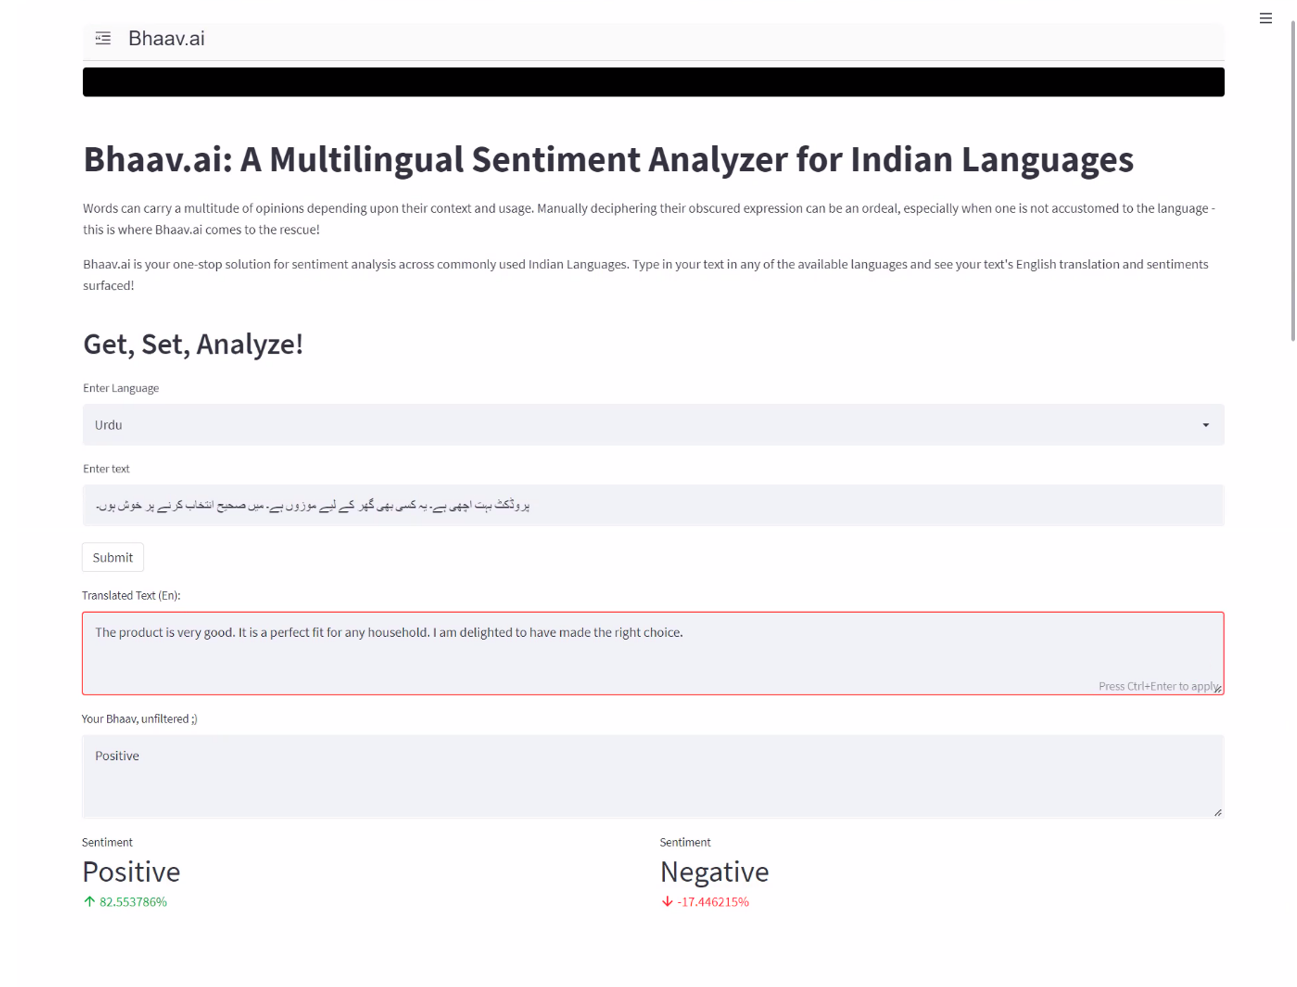 Bhaav.ai
Bhaav.ai: A Multilingual Sentiment Analyzer for Indian Languages
Words can carry a multitude of opinions depending upon their context and usage. Manually deciphering their obscured expression can be an ordeal, especially when one is not accustomed to the language -
this is where Bhaav.ai comes to the rescue!
Bhaav.ai is your one-stop solution for sentiment analysis across commonly used Indian Languages. Type in your text in any of the available languages and see your text's English translation and sentiments
surfaced!
Get, Set, Analyze!
Enter Language
Urdu
Enter text
پروڈکٹ بہت اچھی ہے۔ یہ کسی بھی گھر کے لیے موزوں ہے۔ میں صحیح انتخاب کرنے پر خوش ہوں۔
Submit
Translated Text (En):
The product is very good. It is a perfect fit for any household. I am delighted to have made the right choice.
Press Ctrl+Enter to apply
Your Bhaav, unfiltered ;)
Positive
Sentiment
Positive
↑ 82.553786%
Sentiment
Negative
↓ -17.446215%